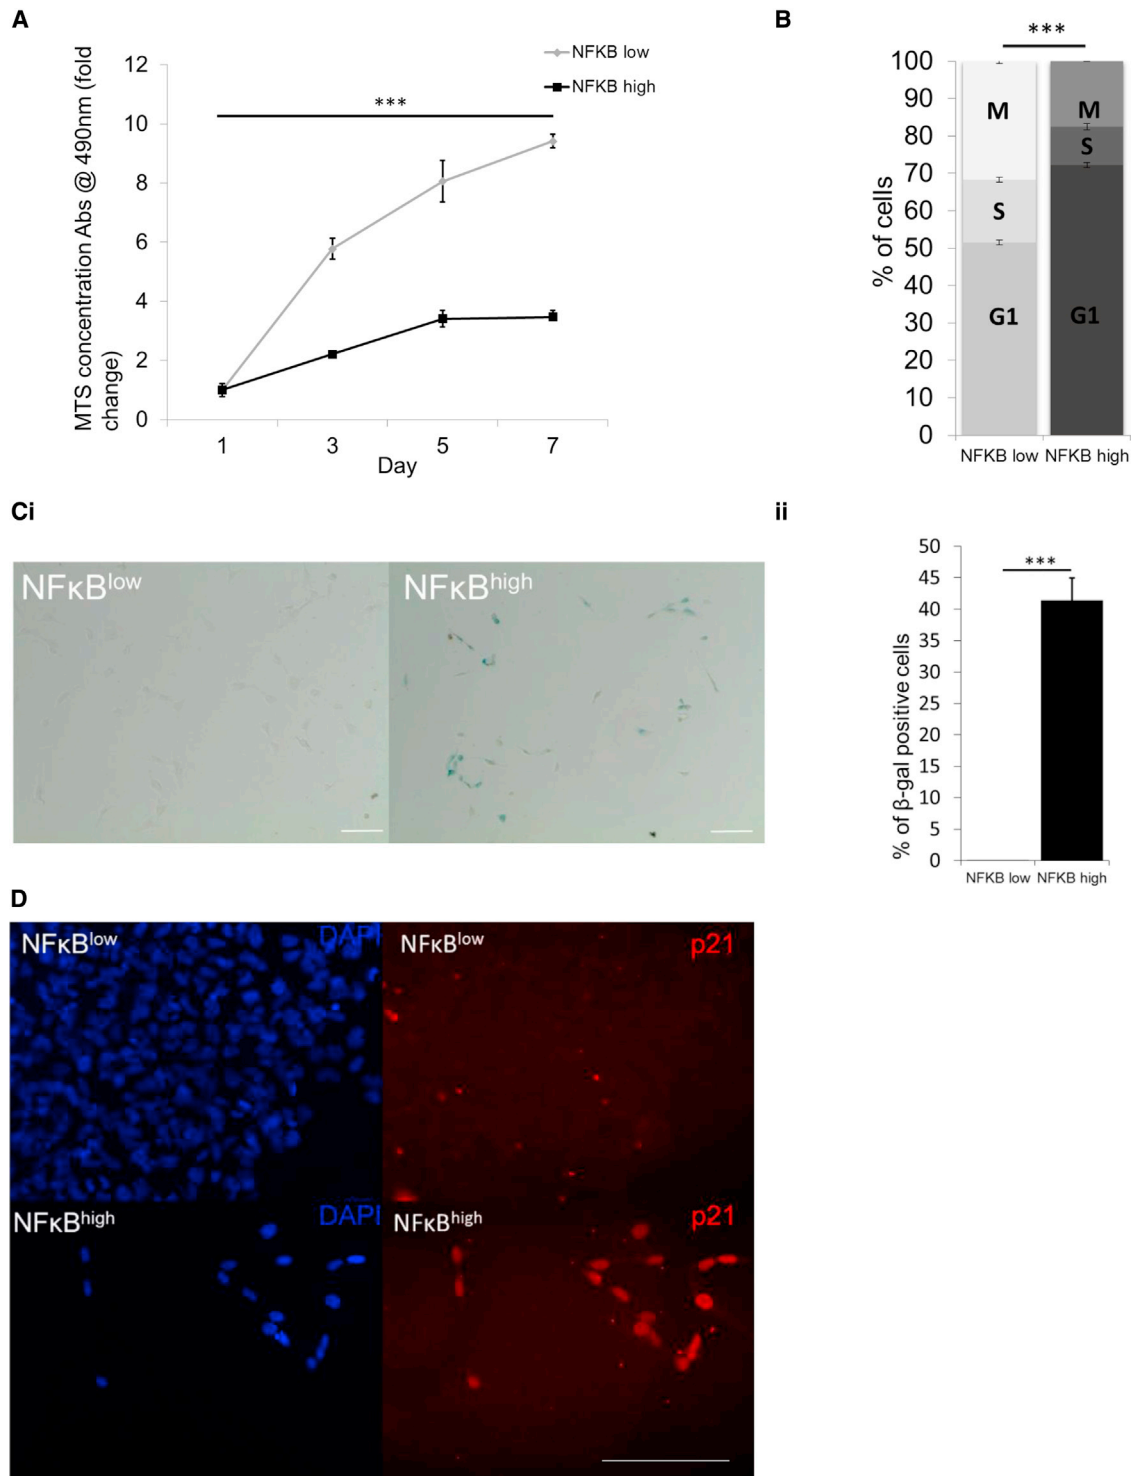 A
MTS concentration Abs @ 490nm (fold
change)
12
10
8
6
4
2
0
1 3 5 7
Day
***
NFKB low
NFKB high
B
***
% of cells
100
90
80
70
60
50
40
30
20
10
0
M
S
G1
M
S
G1
NFKB low NFKB high
Ci
NFκBlow
NFκBhigh
ii
% of β-gal positive cells
50
45
40
35
30
25
20
15
10
5
0
***
NFKB low NFKB high
D
NFκBlow
DAPI
NFκBlow
p21
NFκBhigh
DAPI
NFκBhigh
p21